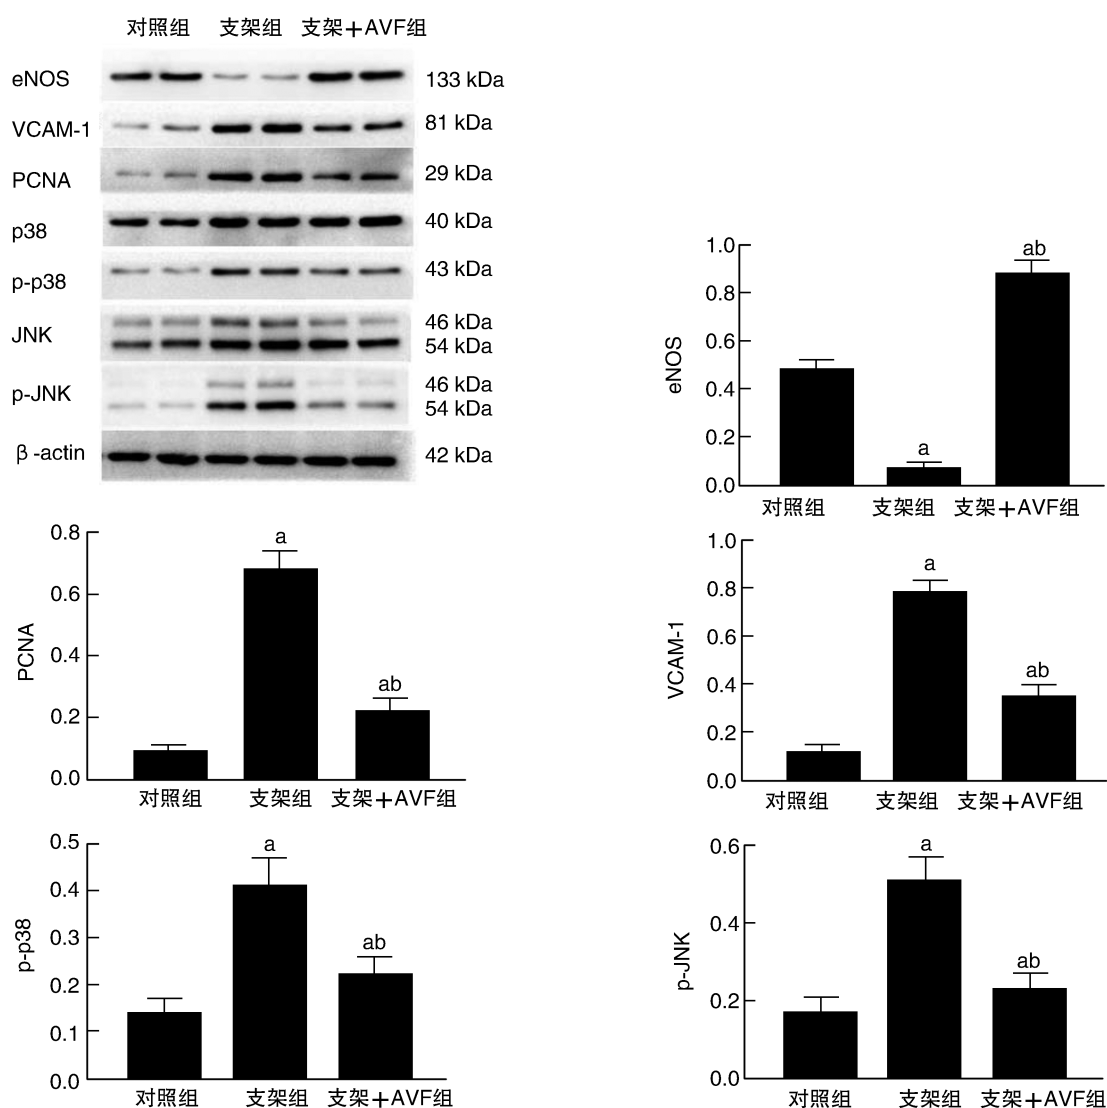 对照组 支架组 支架+AVF组
eNOS 133 kDa
VCAM-1 81 kDa
PCNA 29 kDa
p38 40 kDa
p-p38 43 kDa
JNK 46 kDa
54 kDa
p-JNK 46 kDa
54 kDa
β-actin 42 kDa
eNOS
1.0
0.8
0.6
0.4
0.2
0.0
a
ab
对照组 支架组 支架+AVF组
PCNA
0.8
0.6
0.4
0.2
0.0
a
ab
对照组 支架组 支架+AVF组
VCAM-1
1.0
0.8
0.6
0.4
0.2
0.0
a
ab
对照组 支架组 支架+AVF组
p-p38
0.5
0.4
0.3
0.2
0.1
0.0
a
ab
对照组 支架组 支架+AVF组
p-JNK
0.6
0.4
0.2
0.0
a
ab
对照组 支架组 支架+AVF组